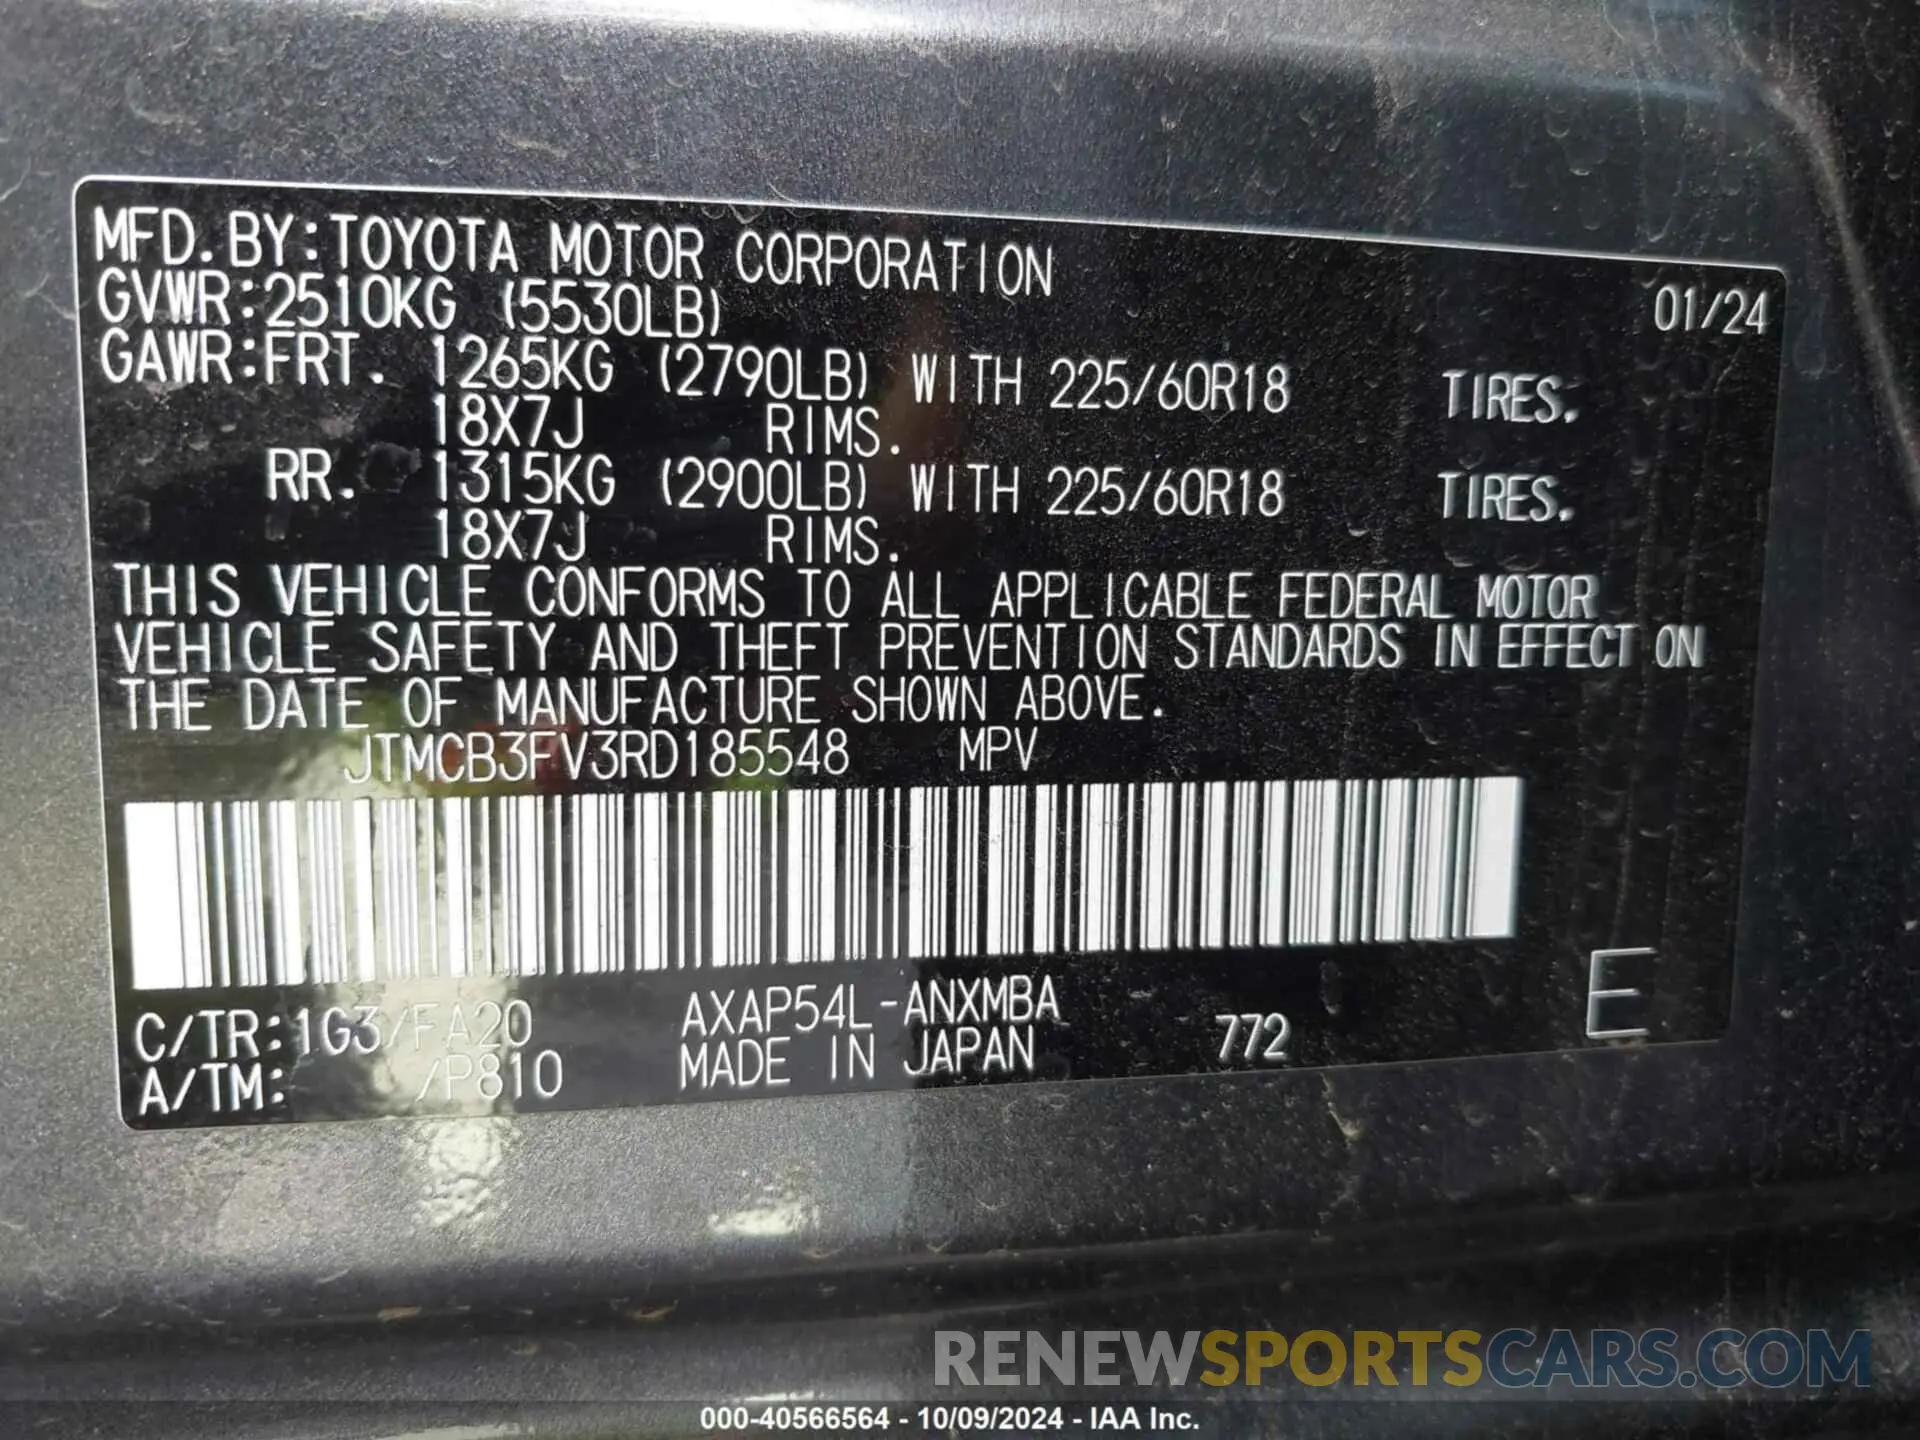 MFD. BY:TOYOTA MOTOR CORPORATION 01/24
GVWR:2510KG (5530LB)
GAWR:FRT. 1265KG (2790LB) WITH 225/60R18 TIRES.
18X7J RIMS.
RR. 1315KG (2900LB) WITH 225/60R18 TIRES.
18X7J RIMS.
THIS VEHICLE CONFORMS TO ALL APPLICABLE FEDERAL MOTOR
VEHICLE SAFETY AND THEFT PREVENTION STANDARDS IN EFFECT ON
THE DATE OF MANUFACTURE SHOWN ABOVE.
JTMCB3FV3RD185548 MPV
C/TR:1G3/FA20 AXAP54L-ANXMBA 772 E
A/TM: /P810 MADE IN JAPAN
RENEWSPORTSCARS.COM
000-40566564 - 10/09/2024 - IAA Inc.